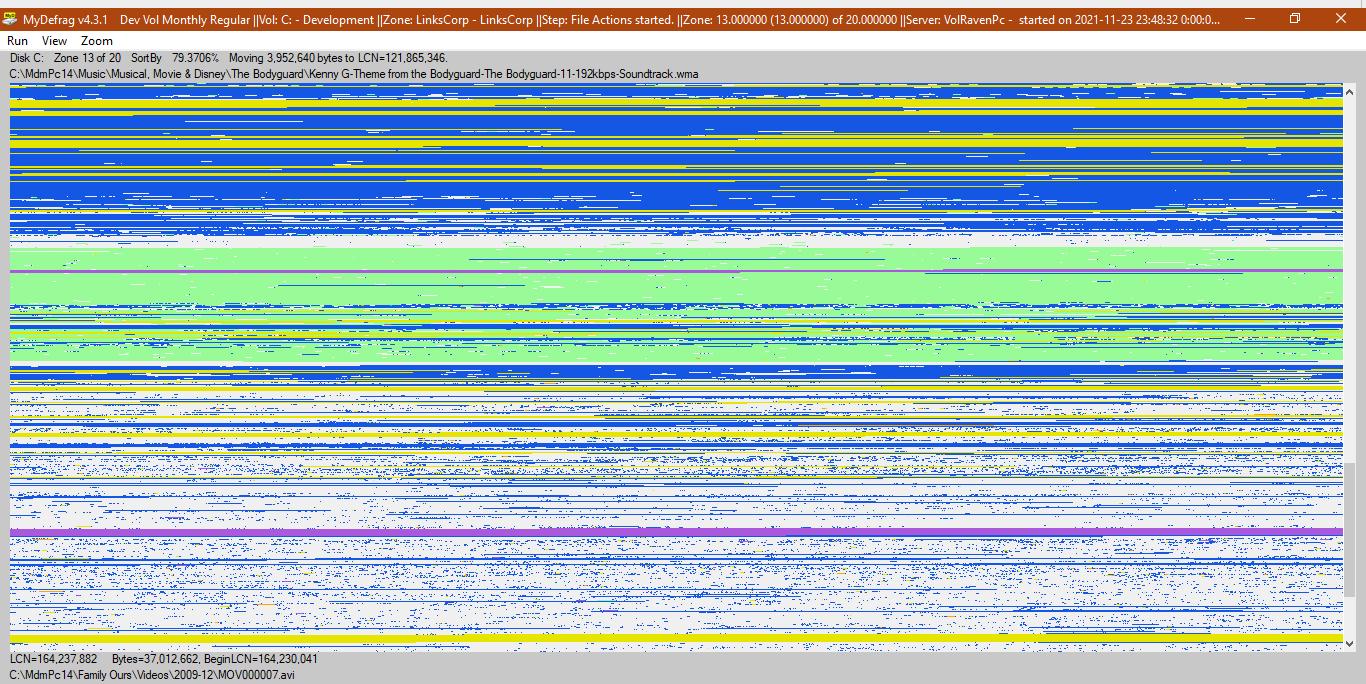 MyDefrag v4.3.1    Dev Vol Monthly Regular ||Vol: C: - Development ||Zone: LinksCorp - LinksCorp ||Step: File Actions started. ||Zone: 13.000000 (13.000000) of 20.000000 ||Server: VolRavenPc -  started on 2021-11-23 23:48:32 0:00:0...
Run View Zoom
Disk C:   Zone 13 of 20   SortBy   79.3706%   Moving 3,952,640 bytes to LCN=121,865,346.
C:\MdmPc14\Music\Musical, Movie & Disney\The Bodyguard\Kenny G-Theme from the Bodyguard-The Bodyguard-11-192kbps-Soundtrack.wma
LCN=164,237,882    Bytes=37,012,662, BeginLCN=164,230,041
C:\MdmPc14\Family Ours\Videos\2009-12\MOV000007.avi